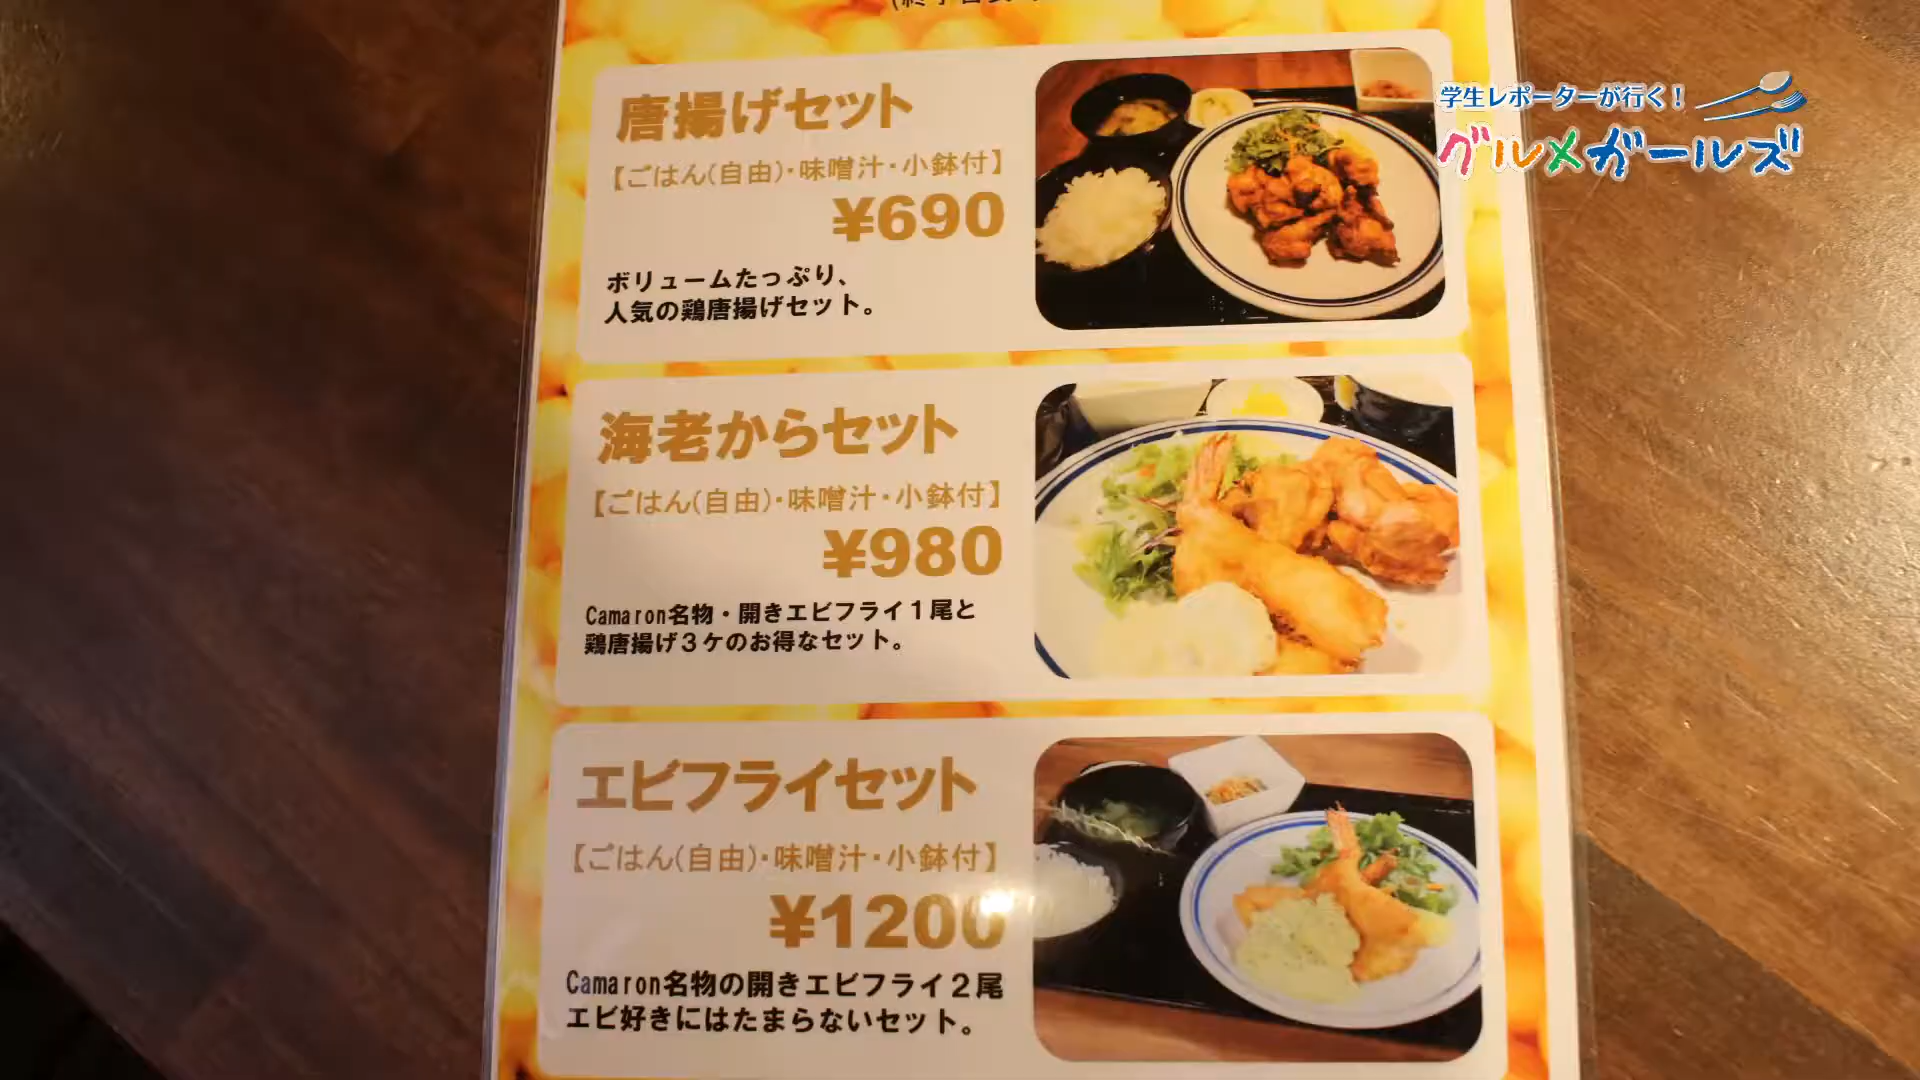 学生レポーターが行く！
グルメガールズ
唐揚げセット
【ごはん(自由)・味噌汁・小鉢付】
¥690
ボリュームたっぷり、
人気の鶏唐揚げセット。
海老からセット
【ごはん(自由)・味噌汁・小鉢付】
¥980
Camaron名物・開きエビフライ１尾と
鶏唐揚げ３ケのお得なセット。
エビフライセット
【ごはん(自由)・味噌汁・小鉢付】
¥1200
Camaron名物の開きエビフライ２尾
エビ好きにはたまらないセット。